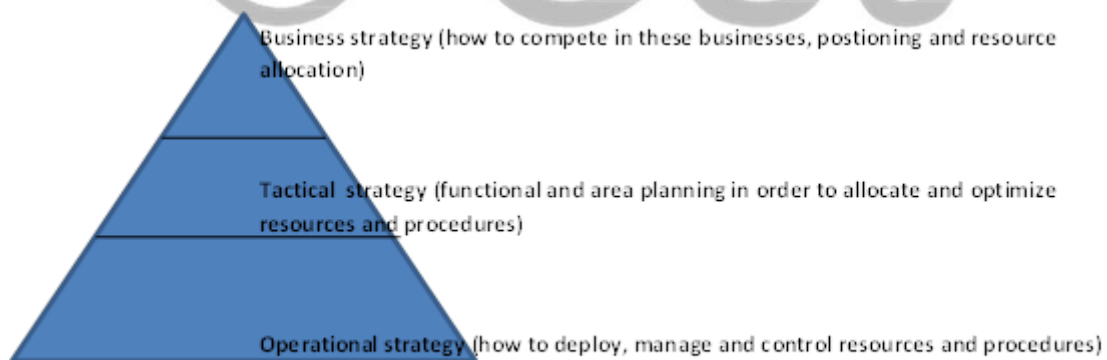 Business strategy (how to compete in these businesses, postioning and resource
allocation)
Tactical strategy (functional and area planning in order to allocate and optimize
resources and procedures)
Operational strategy (how to deploy, manage and control resources and procedures)